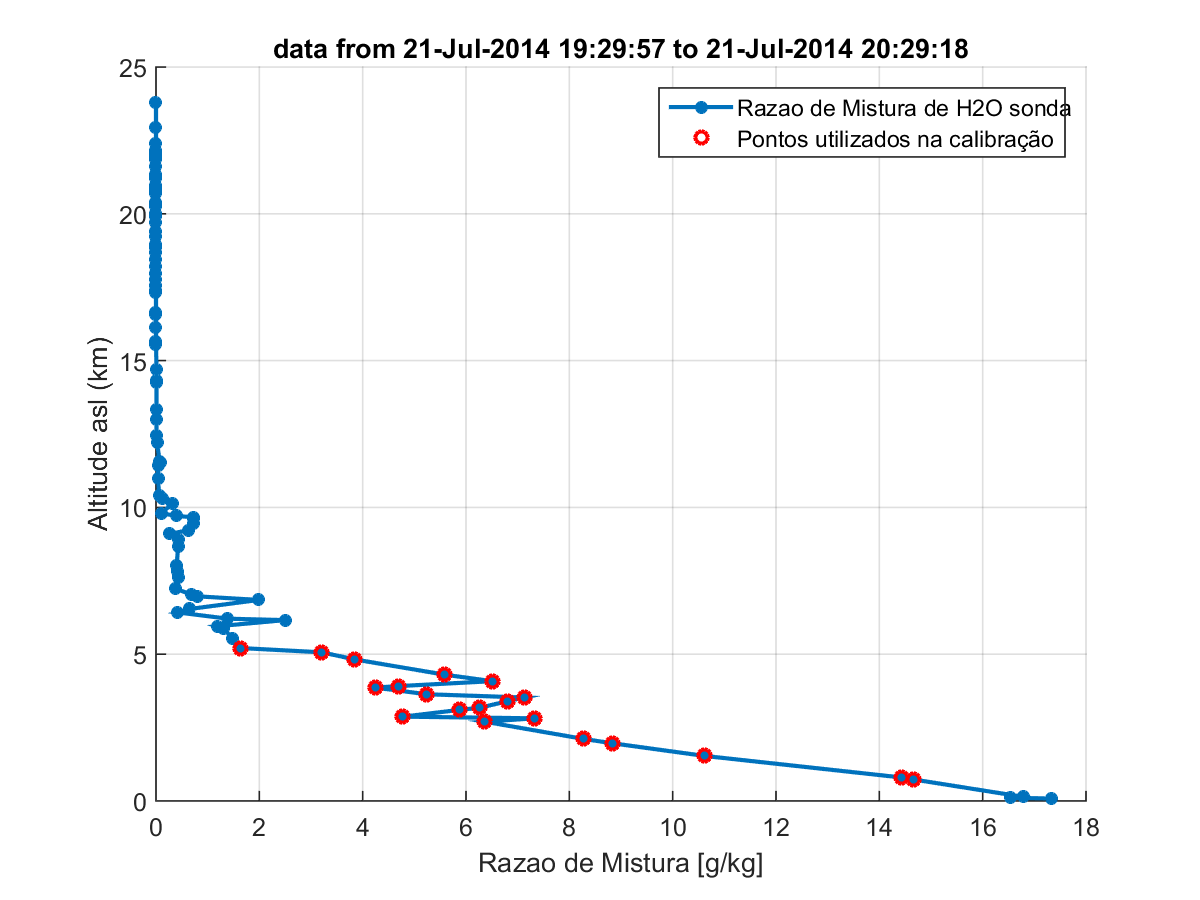 data from 21-Jul-2014 19:29:57 to 21-Jul-2014 20:29:18
Razao de Mistura de H2O sonda
Pontos utilizados na calibração
25
20
15
10
5
0
Altitude asl (km)
0 2 4 6 8 10 12 14 16 18
Razao de Mistura [g/kg]